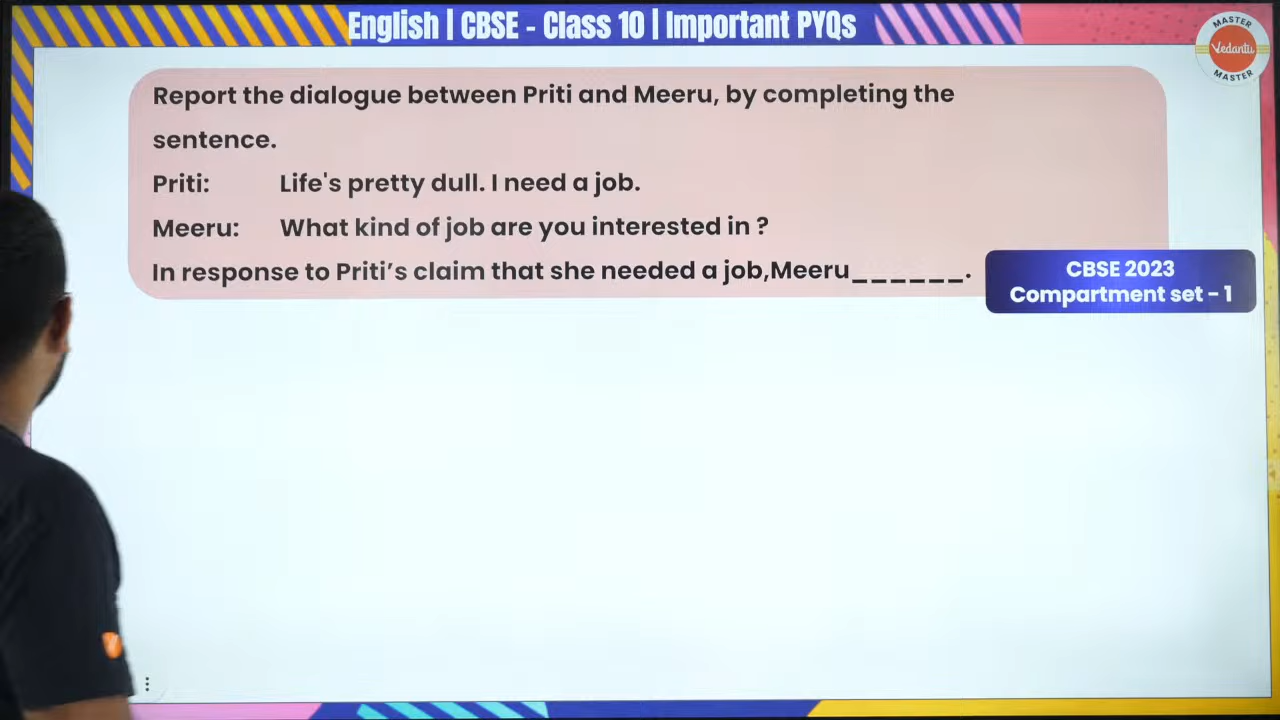 English | CBSE - Class 10 | Important PYQs
MASTER
Vedantu
MASTER
Report the dialogue between Priti and Meeru, by completing the
sentence.
Priti: Life's pretty dull. I need a job.
Meeru: What kind of job are you interested in ?
In response to Priti’s claim that she needed a job,Meeru______.
CBSE 2023
Compartment set - 1